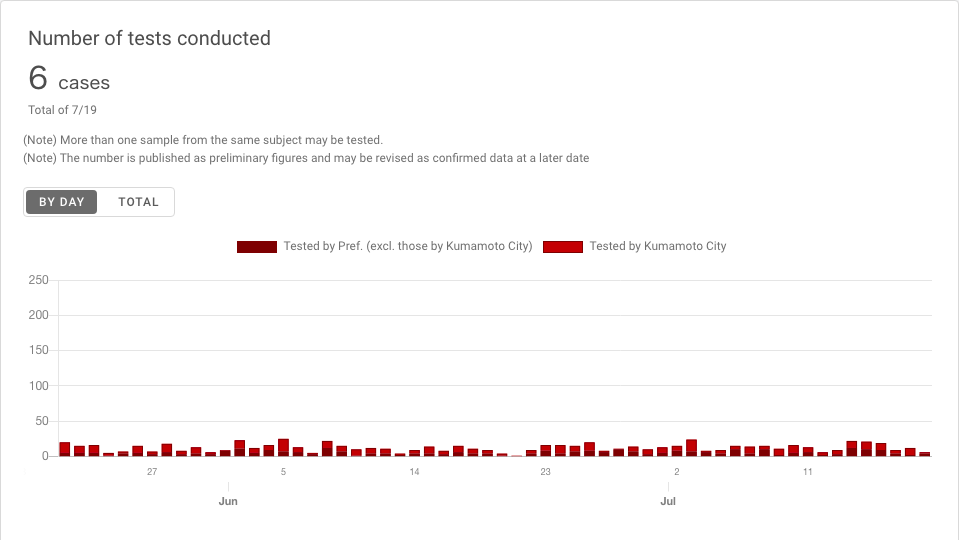 Number of tests conducted
6 cases
Total of 7/19
(Note) More than one sample from the same subject may be tested.
(Note) The number is published as preliminary figures and may be revised as confirmed data at a later date
BY DAY TOTAL
Tested by Pref. (excl. those by Kumamoto City) Tested by Kumamoto City
250
200
150
100
50
0
27 5 14 23 2 11
Jun Jul